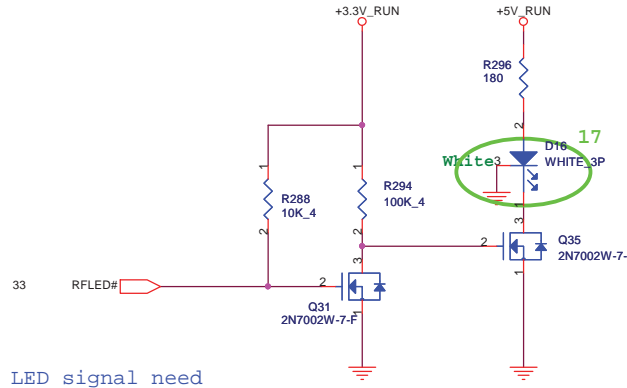 +3.3V_RUN
+5V_RUN
R296
180
2
17
D16
White
3
WHITE_3P
1
1
1
R288
10K_4
R294
100K_4
2
2
3
3
2
Q35
2N7002W-7-
1
33
RFLED#
2
Q31
2N7002W-7-F
1
LED signal need